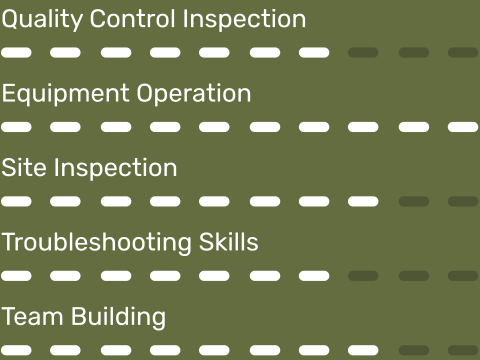 Quality Control Inspection
Equipment Operation
Site Inspection
Troubleshooting Skills
Team Building